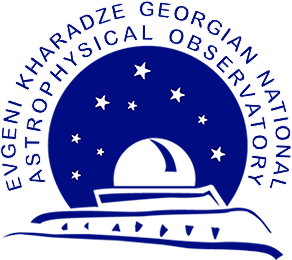 EVGENI KHARADZE GEORGIAN NATIONAL
ASTROPHYSICAL OBSERVATORY